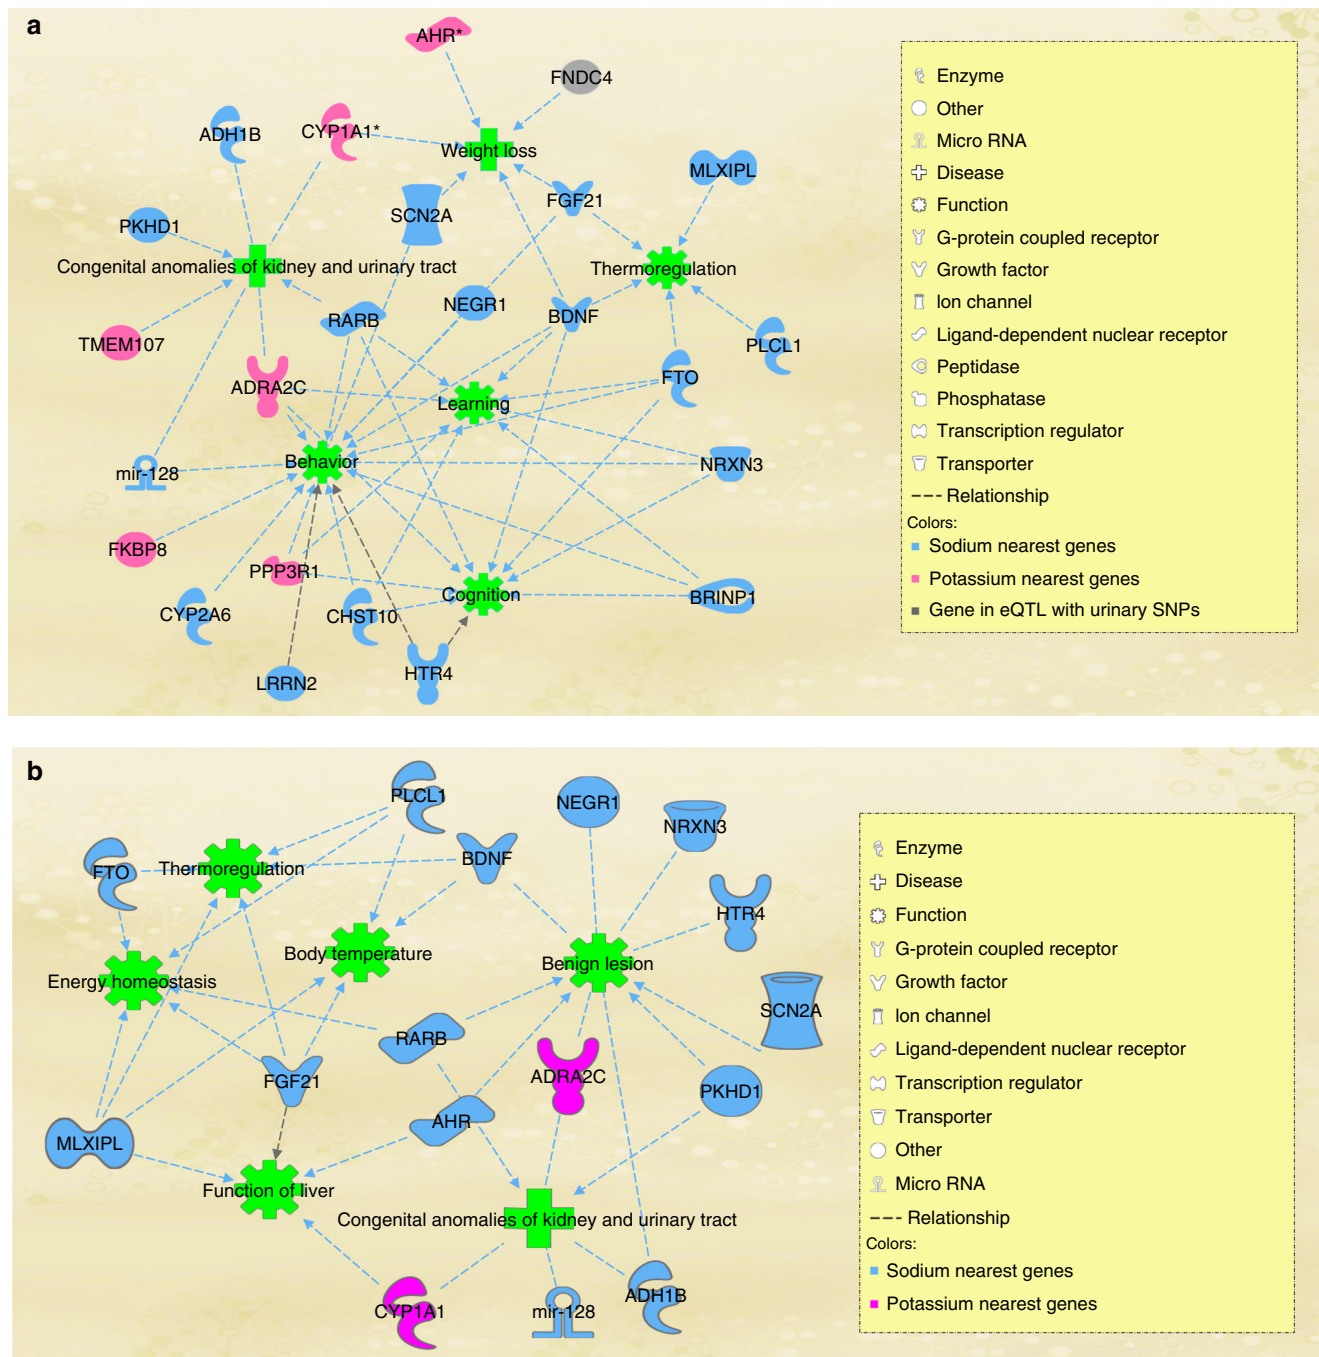 a
AHR*
FNDC4
ADH1B
CYP1A1*
Weight loss
MLXIPL
SCN2A
FGF21
PKHD1
Congenital anomalies of kidney and urinary tract
Thermoregulation
NEGR1
RARB
BDNF
TMEM107
PLCL1
ADRA2C
FTO
Learning
Behavior
mir-128
NRXN3
FKBP8
PPP3R1
Cognition
BRINP1
CYP2A6
CHST10
HTR4
LRRN2
Enzyme
Other
Micro RNA
Disease
Function
G-protein coupled receptor
Growth factor
Ion channel
Ligand-dependent nuclear receptor
Peptidase
Phosphatase
Transcription regulator
Transporter
Relationship
Colors:
Sodium nearest genes
Potassium nearest genes
Gene in eQTL with urinary SNPs
b
PLCL1
NEGR1
NRXN3
BDNF
FTO
Thermoregulation
HTR4
Body temperature
Benign lesion
Energy homeostasis
SCN2A
RARB
FGF21
ADRA2C
PKHD1
AHR
MLXIPL
Function of liver
Congenital anomalies of kidney and urinary tract
CYP1A1
mir-128
ADH1B
Enzyme
Disease
Function
G-protein coupled receptor
Growth factor
Ion channel
Ligand-dependent nuclear receptor
Transcription regulator
Transporter
Other
Micro RNA
Relationship
Colors:
Sodium nearest genes
Potassium nearest genes